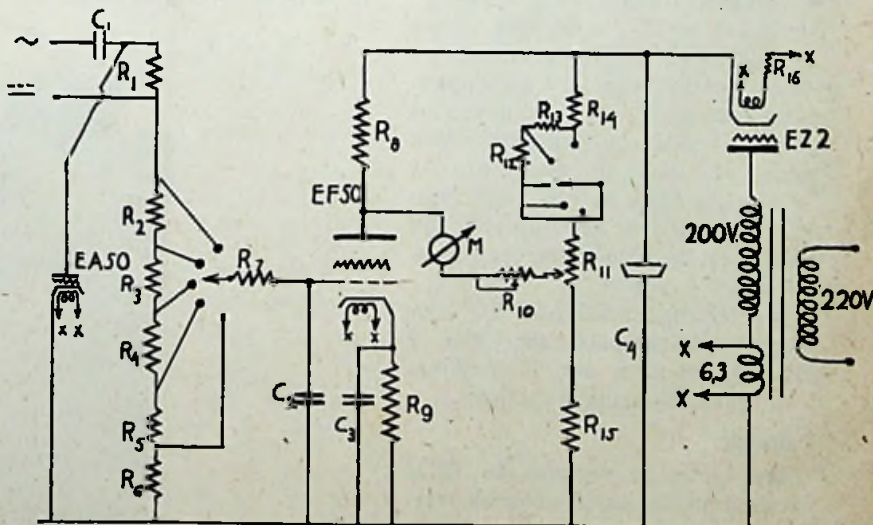 C1
~
R1
R16
x
x
R8
R13
R14
R12
EZ2
EF50
R2
200V.
EA50
R7
M
R11
R3
220V
R10
x x
x x
R4
C4
X
6,3
X
C2
C3
R9
R5
R15
R6